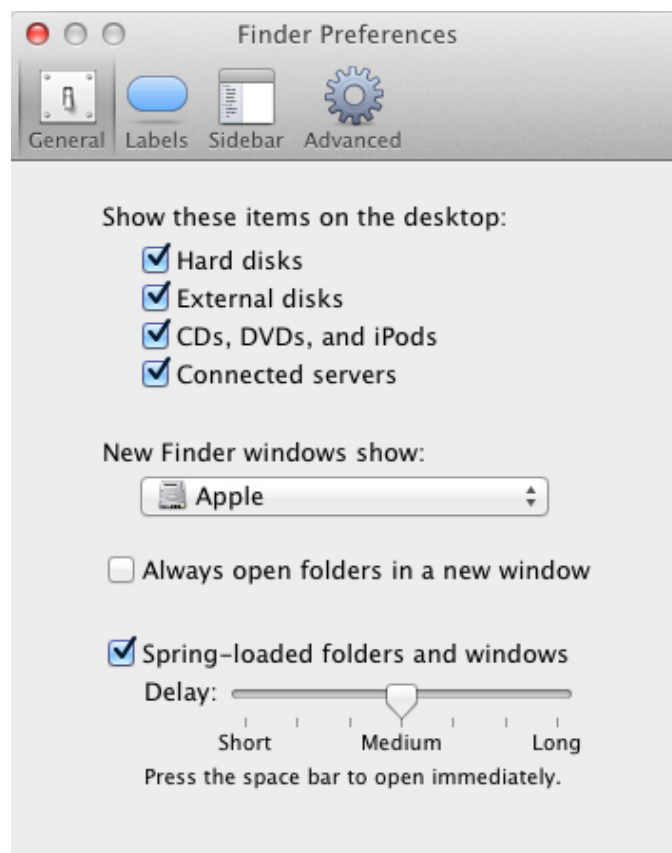 Finder Preferences
General Labels Sidebar Advanced
Show these items on the desktop:
Hard disks
External disks
CDs, DVDs, and iPods
Connected servers
New Finder windows show:
Apple
Always open folders in a new window
Spring-loaded folders and windows
Delay:
Short Medium Long
Press the space bar to open immediately.